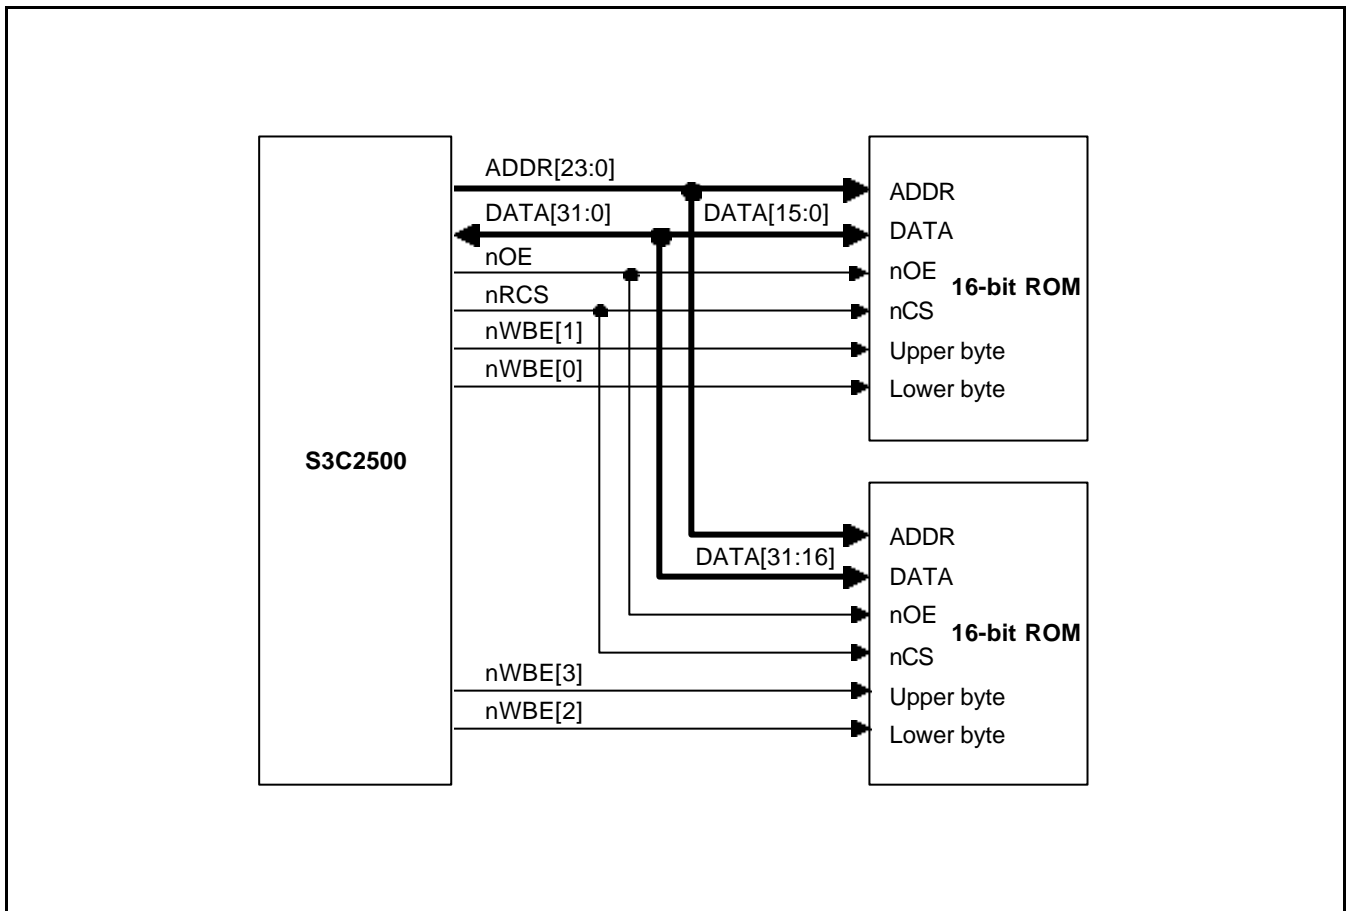 ADDR[23:0]
DATA[31:0] DATA[15:0]
nOE
nRCS
nWBE[1]
nWBE[0]
S3C2500
ADDR
DATA
nOE
16-bit ROM
nCS
Upper byte
Lower byte
DATA[31:16]
nWBE[3]
nWBE[2]
ADDR
DATA
nOE
16-bit ROM
nCS
Upper byte
Lower byte